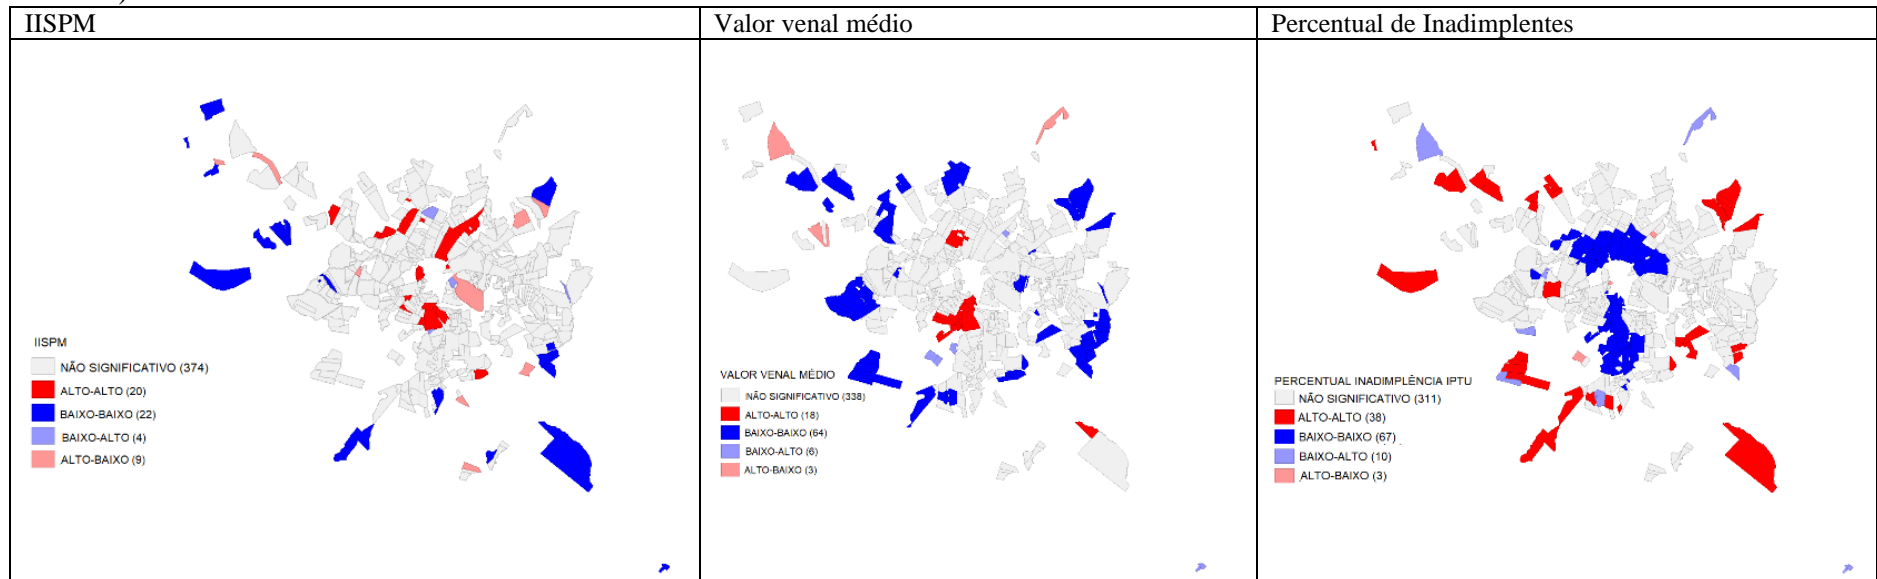 IISPM
Valor venal médio
Percentual de Inadimplentes
IISPM
NÃO SIGNIFICATIVO (374)
ALTO-ALTO (20)
BAIXO-BAIXO (22)
BAIXO-ALTO (4)
ALTO-BAIXO (9)
VALOR VENAL MÉDIO
NÃO SIGNIFICATIVO (338)
ALTO-ALTO (18)
BAIXO-BAIXO (64)
BAIXO-ALTO (6)
ALTO-BAIXO (3)
PERCENTUAL INADIMPLÊNCIA IPTU
NÃO SIGNIFICATIVO (311)
ALTO-ALTO (38)
BAIXO-BAIXO (67)
BAIXO-ALTO (10)
ALTO-BAIXO (3)